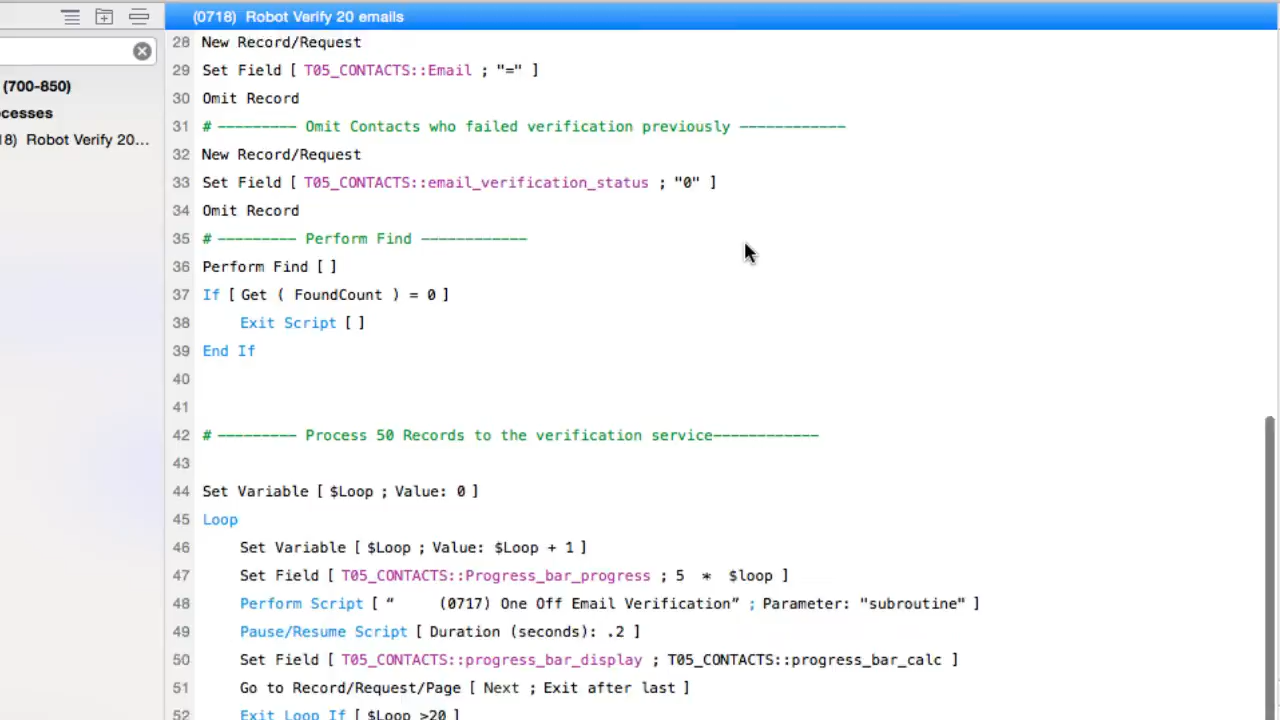 (0718) Robot Verify 20 emails
(700-850)
cesses
18) Robot Verify 20...
28 New Record/Request
29 Set Field [ T05_CONTACTS::Email ; "=" ]
30 Omit Record
31 # --------- Omit Contacts who failed verification previously ------------
32 New Record/Request
33 Set Field [ T05_CONTACTS::email_verification_status ; "0" ]
34 Omit Record
35 # --------- Perform Find ------------
36 Perform Find [ ]
37 If [ Get ( FoundCount ) = 0 ]
38 Exit Script [ ]
39 End If
40
41
42 # --------- Process 50 Records to the verification service------------
43
44 Set Variable [ $Loop ; Value: 0 ]
45 Loop
46 Set Variable [ $Loop ; Value: $Loop + 1 ]
47 Set Field [ T05_CONTACTS::Progress_bar_progress ; 5 * $loop ]
48 Perform Script [ “ (0717) One Off Email Verification” ; Parameter: "subroutine" ]
49 Pause/Resume Script [ Duration (seconds): .2 ]
50 Set Field [ T05_CONTACTS::progress_bar_display ; T05_CONTACTS::progress_bar_calc ]
51 Go to Record/Request/Page [ Next ; Exit after last ]
52 Exit Loop If [ $Loop >20 ]